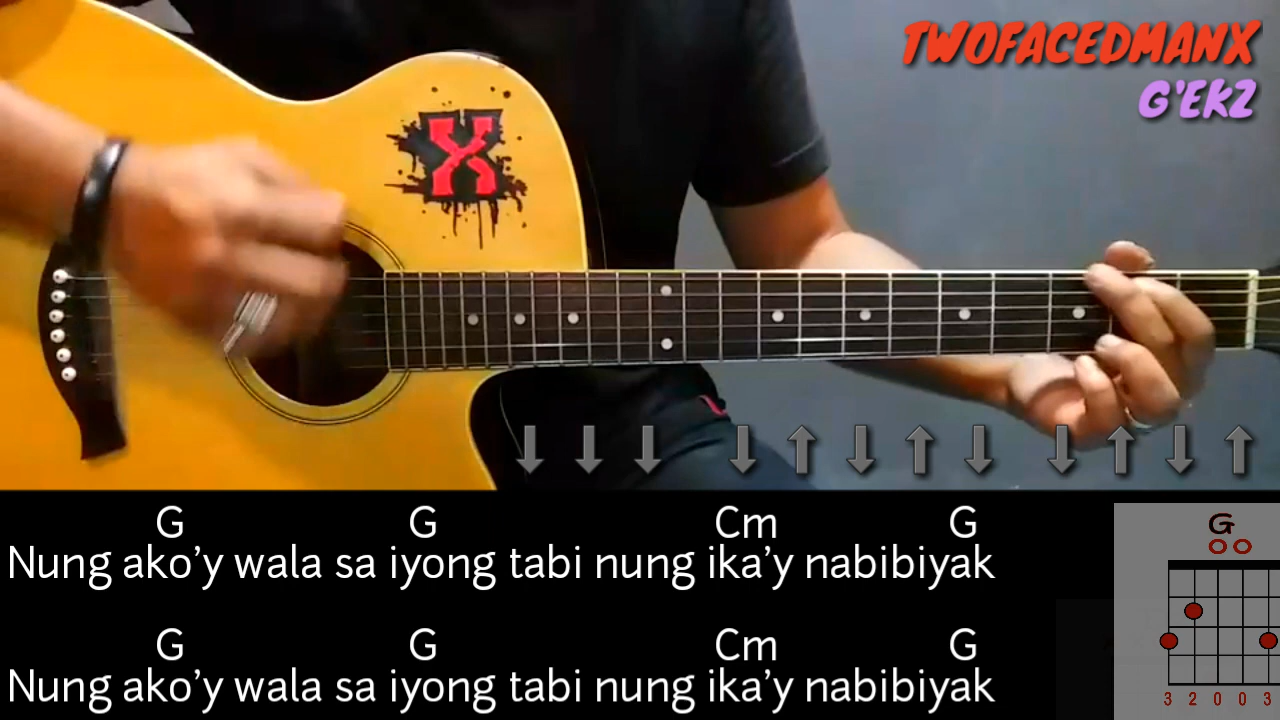 TWOFACEDMANX
G'EKZ
X
G G Cm G
Nung ako'y wala sa iyong tabi nung ika'y nabibiyak
G G Cm G
Nung ako'y wala sa iyong tabi nung ika'y nabibiyak
G
3 2 0 0 3